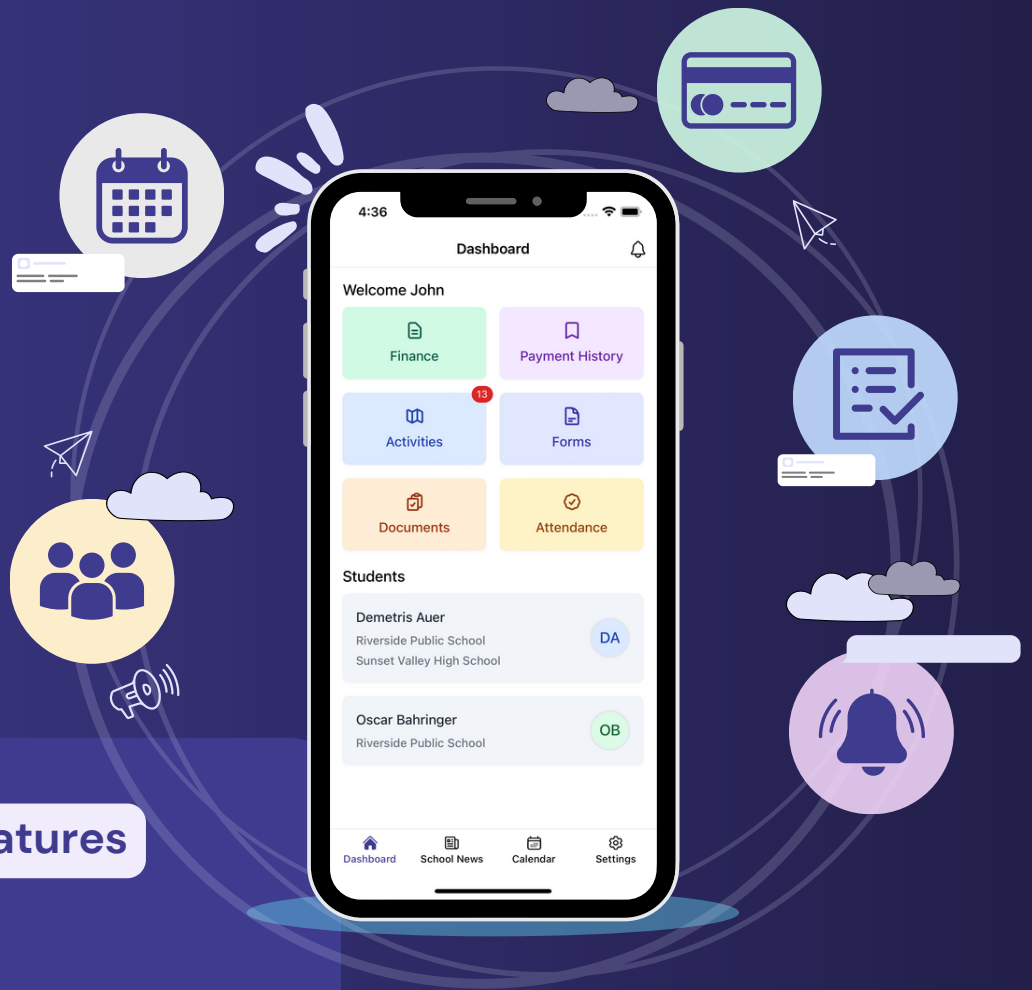 4:36
Dashboard
Welcome John
Finance
Payment History
13
Activities
Forms
Documents
Attendance
Students
Demetris Auer
Riverside Public School
Sunset Valley High School
DA
Oscar Bahringer
Riverside Public School
OB
atures
Dashboard
School News
Calendar
Settings